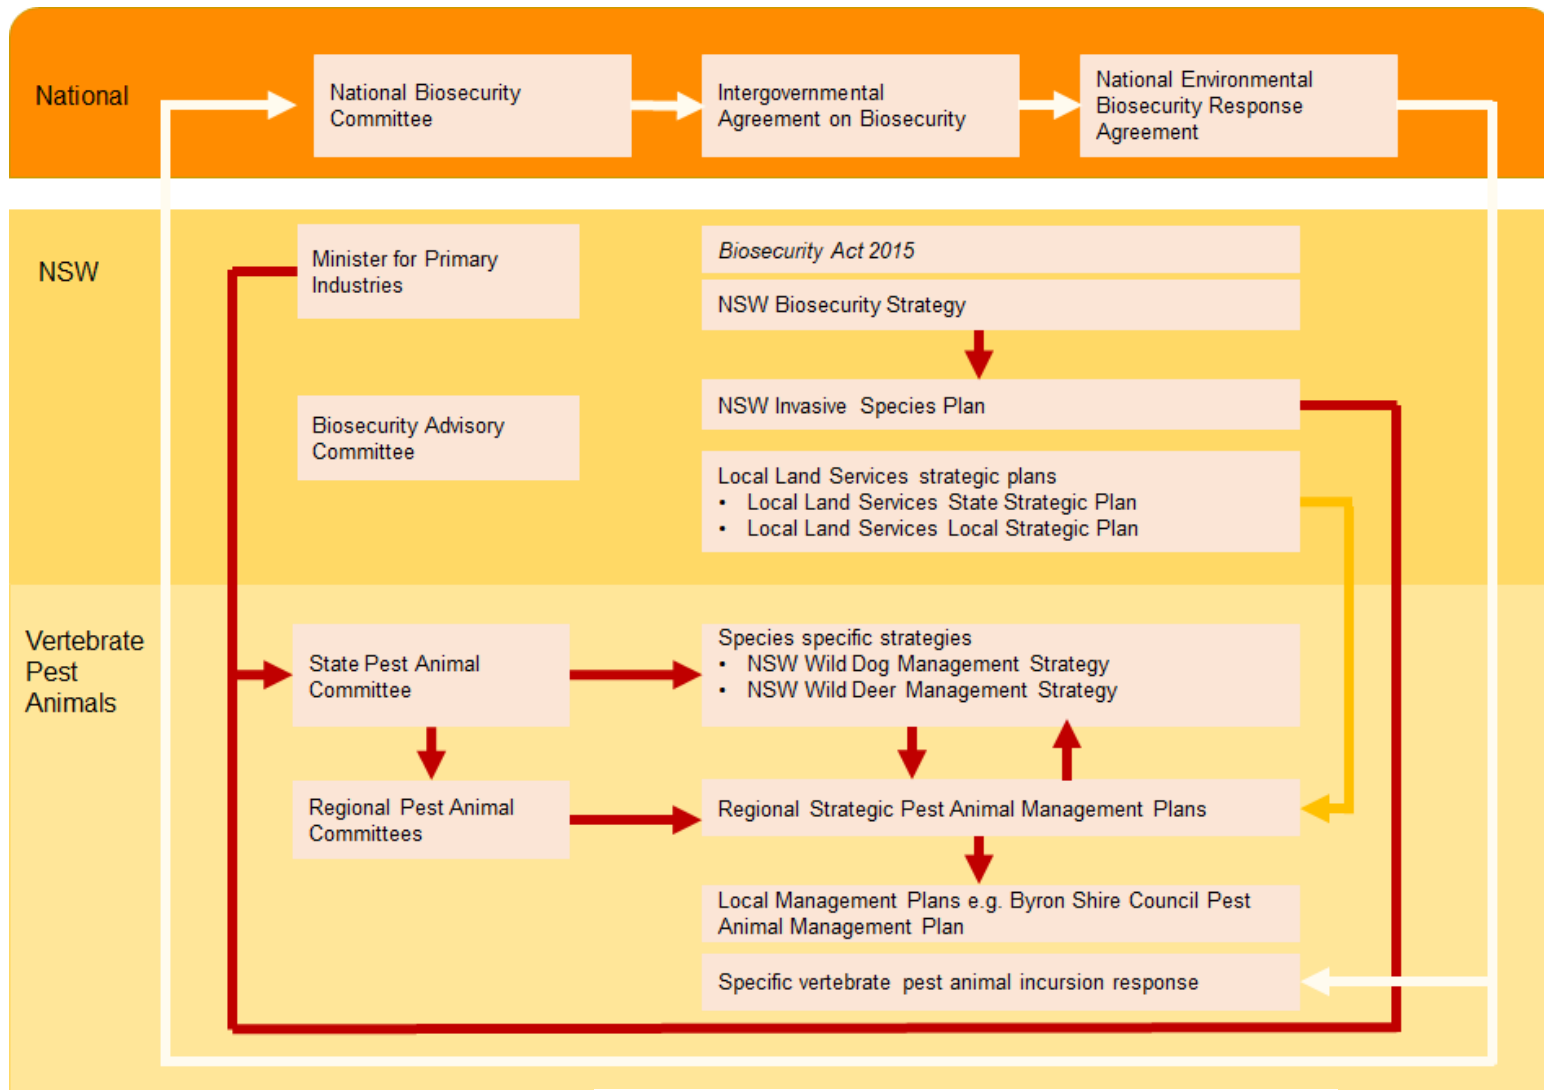 National
National Biosecurity
Committee
Intergovernmental
Agreement on Biosecurity
National Environmental
Biosecurity Response
Agreement
NSW
Minister for Primary
Industries
Biosecurity Act 2015
NSW Biosecurity Strategy
NSW Invasive Species Plan
Biosecurity Advisory
Committee
Local Land Services strategic plans
• Local Land Services State Strategic Plan
• Local Land Services Local Strategic Plan
Vertebrate
Pest
Animals
State Pest Animal
Committee
Species specific strategies
• NSW Wild Dog Management Strategy
• NSW Wild Deer Management Strategy
Regional Pest Animal
Committees
Regional Strategic Pest Animal Management Plans
Local Management Plans e.g. Byron Shire Council Pest
Animal Management Plan
Specific vertebrate pest animal incursion response